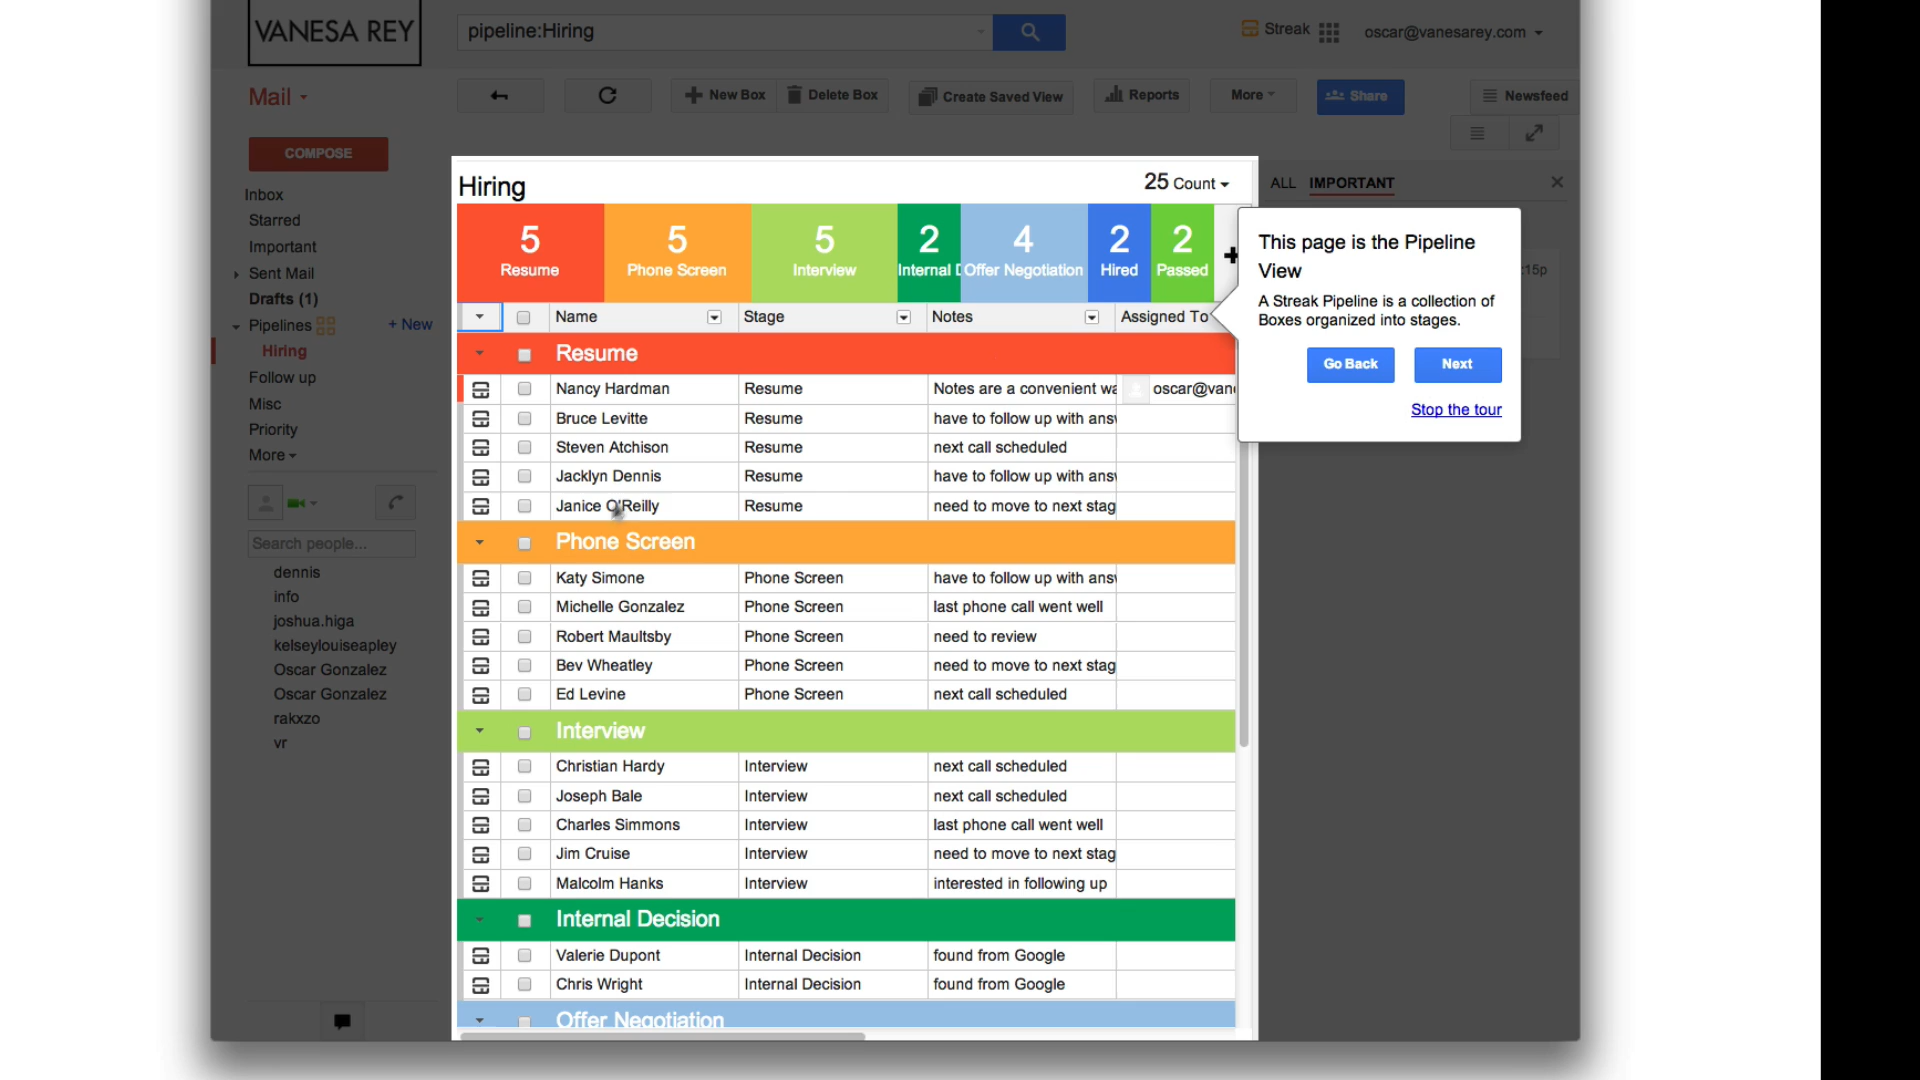 VANESA REY
pipeline:Hiring
Streak
oscar@vanesarey.com
Mail
New Box
Delete Box
Create Saved View
Reports
More
Share
Newsfeed
COMPOSE
Inbox
Starred
Important
Sent Mail
Drafts (1)
Pipelines
+ New
Hiring
Follow up
Misc
Priority
More
Search people...
dennis
info
joshua.higa
kelseylouiseapley
Oscar Gonzalez
Oscar Gonzalez
rakxzo
vr
Hiring
25 Count
5 Resume
5 Phone Screen
5 Interview
2 Internal D
4 Offer Negotiation
2 Hired
2 Passed
+
Name Stage Notes Assigned To
Resume
Nancy Hardman Resume Notes are a convenient wa oscar@van
Bruce Levitte Resume have to follow up with ans
Steven Atchison Resume next call scheduled
Jacklyn Dennis Resume have to follow up with ans
Janice O'Reilly Resume need to move to next stag
Phone Screen
Katy Simone Phone Screen have to follow up with ans
Michelle Gonzalez Phone Screen last phone call went well
Robert Maultsby Phone Screen need to review
Bev Wheatley Phone Screen need to move to next stag
Ed Levine Phone Screen next call scheduled
Interview
Christian Hardy Interview next call scheduled
Joseph Bale Interview next call scheduled
Charles Simmons Interview last phone call went well
Jim Cruise Interview need to move to next stag
Malcolm Hanks Interview interested in following up
Internal Decision
Valerie Dupont Internal Decision found from Google
Chris Wright Internal Decision found from Google
Offer Negotiation
ALL IMPORTANT
:15p
This page is the Pipeline
View
A Streak Pipeline is a collection of
Boxes organized into stages.
Go Back
Next
Stop the tour